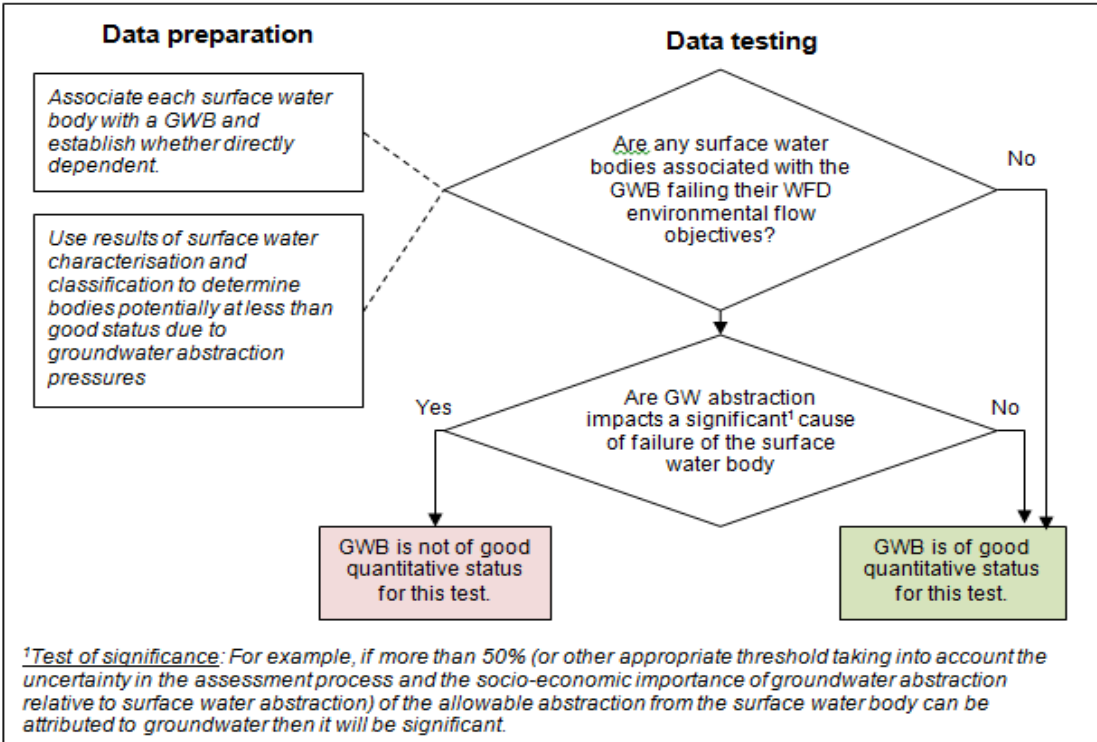 Data preparation
Associate each surface water
body with a GWB and
establish whether directly
dependent.
Use results of surface water
characterisation and
classification to determine
bodies potentially at less than
good status due to
groundwater abstraction
pressures
Data testing
Are any surface water
bodies associated with the
GWB failing their WFD
environmental flow
objectives?
No
Are GW abstraction
impacts a significant¹ cause
of failure of the surface
water body
Yes
No
GWB is not of good
quantitative status
for this test.
GWB is of good
quantitative status
for this test.
¹Test of significance: For example, if more than 50% (or other appropriate threshold taking into account the
uncertainty in the assessment process and the socio-economic importance of groundwater abstraction
relative to surface water abstraction) of the allowable abstraction from the surface water body can be
attributed to groundwater then it will be significant.